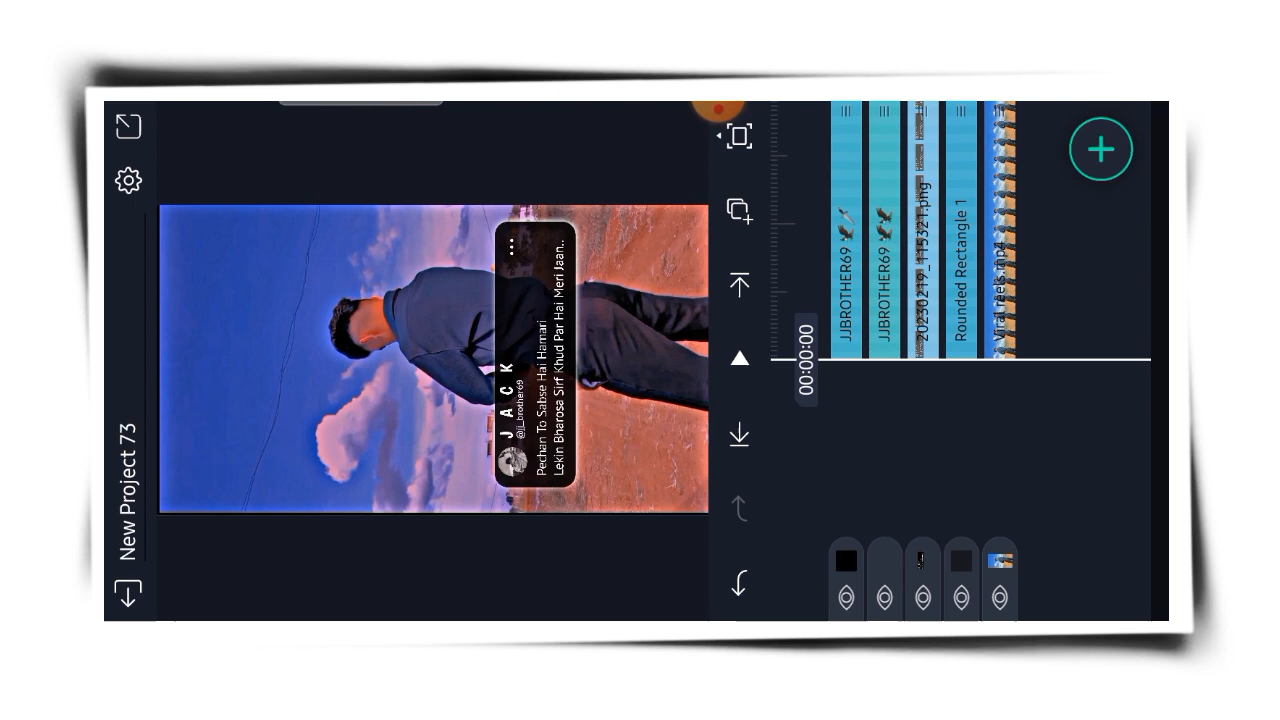 New Project 73
J A C K
@jj_brother69
Pechan To Sabse Hai Hamari
Lekin Bharosa Sirf Khud Par Hai Meri Jaan..
00:00:00
JJBROTHER69
JJBROTHER69
20230219_115321.png
Rounded Rectangle 1
Viral reels.mp4